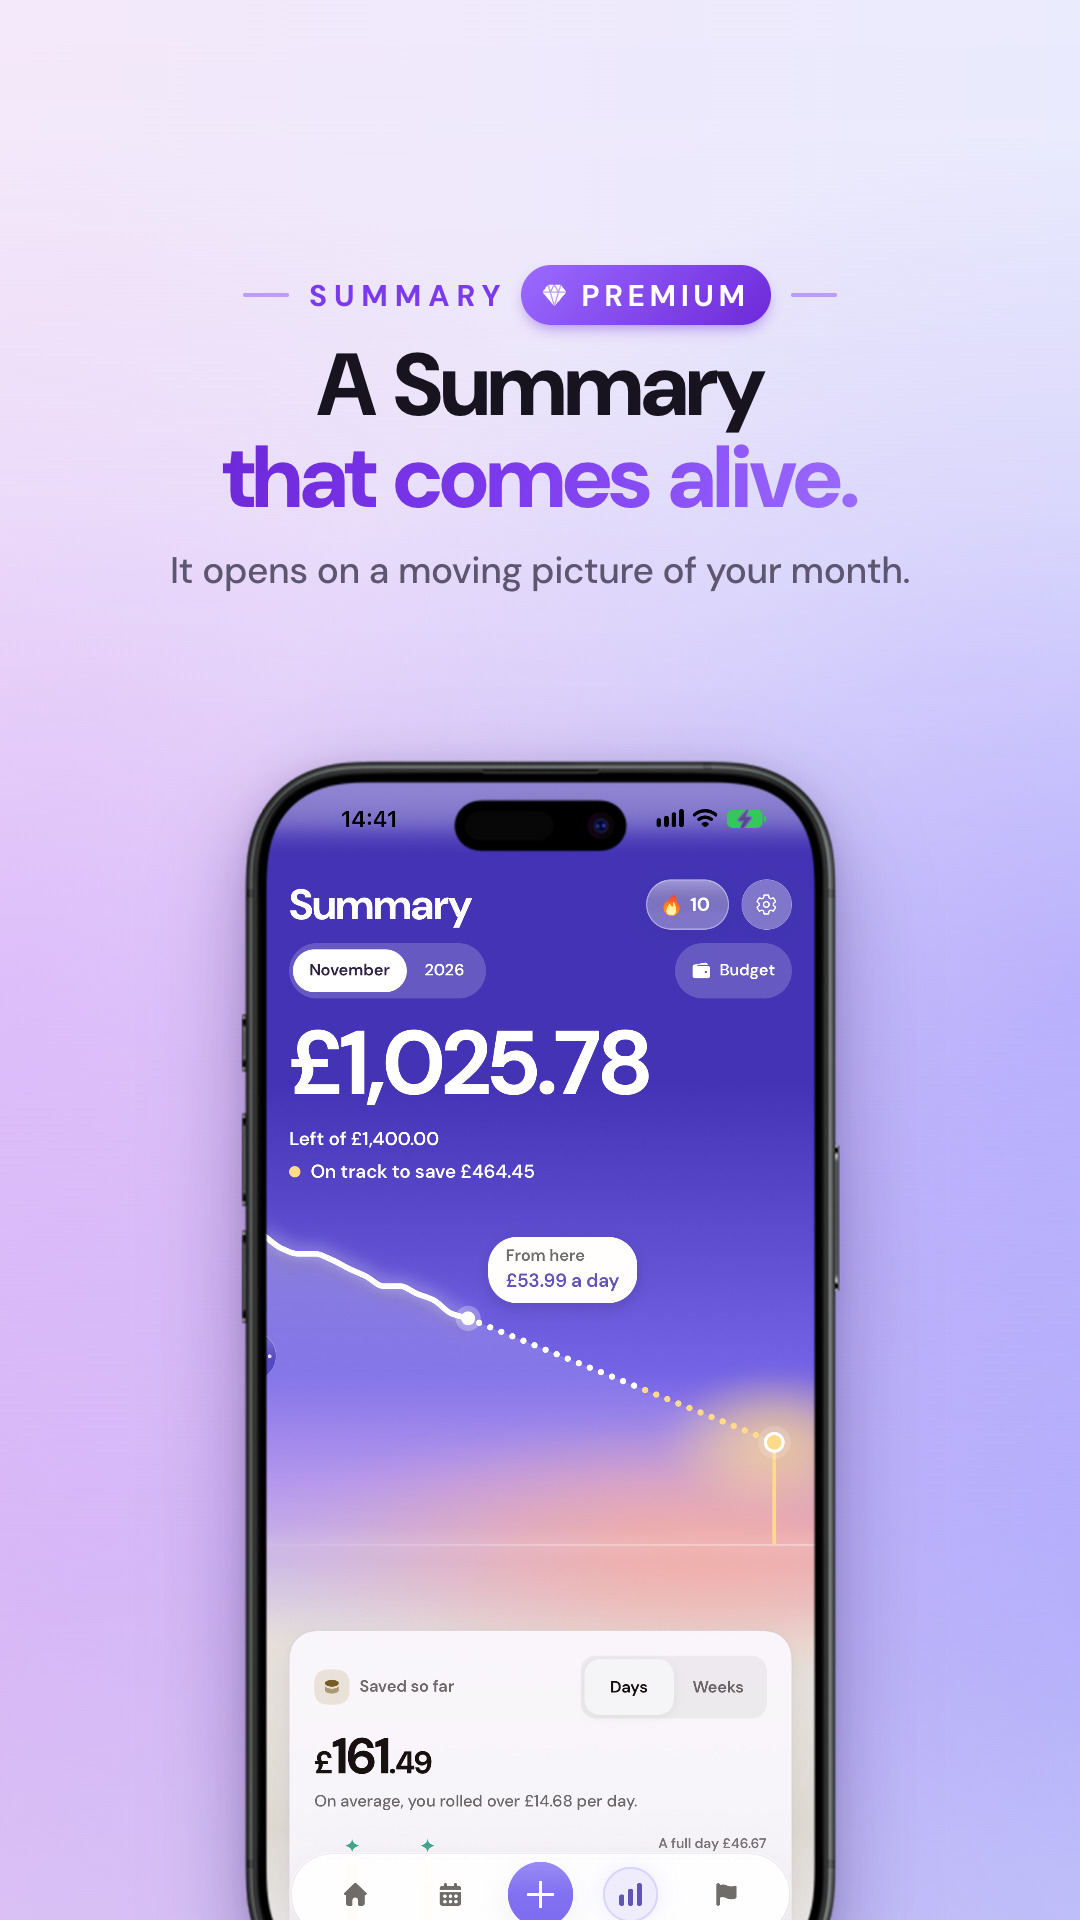 SUMMARY PREMIUM
A Summary
that comes alive.
It opens on a moving picture of your month.
14:41
Summary
10
November 2026
Budget
£1,025.78
Left of £1,400.00
On track to save £464.45
From here
£53.99 a day
Saved so far
Days Weeks
£161.49
On average, you rolled over £14.68 per day.
A full day £46.67